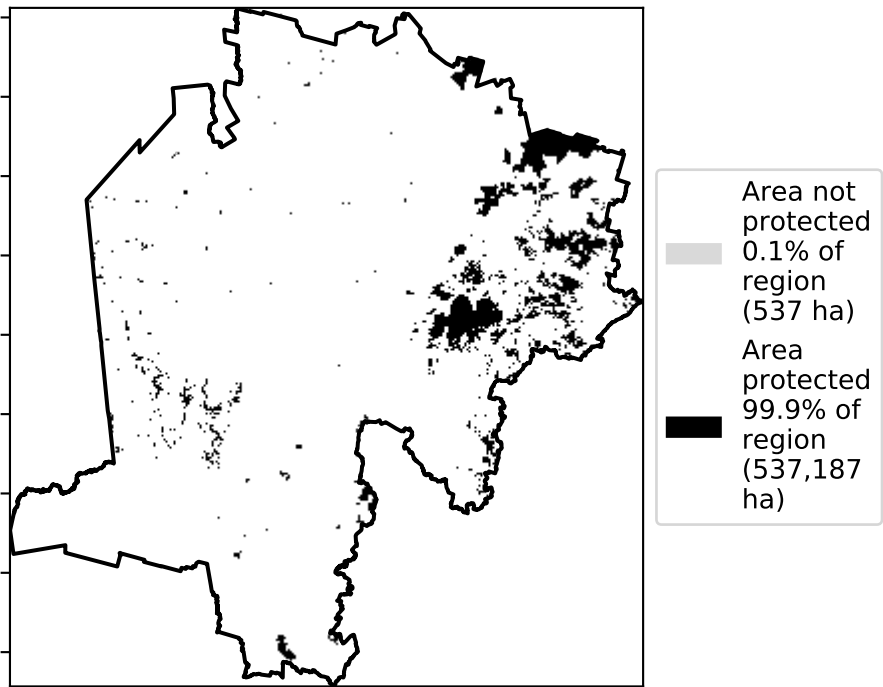 Area not
protected
0.1% of
region
(537 ha)
Area
protected
99.9% of
region
(537,187
ha)